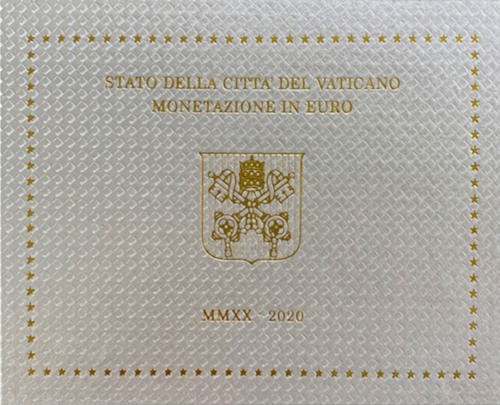 STATO DELLA CITTA' DEL VATICANO
MONETAZIONE IN EURO
MMXX - 2020